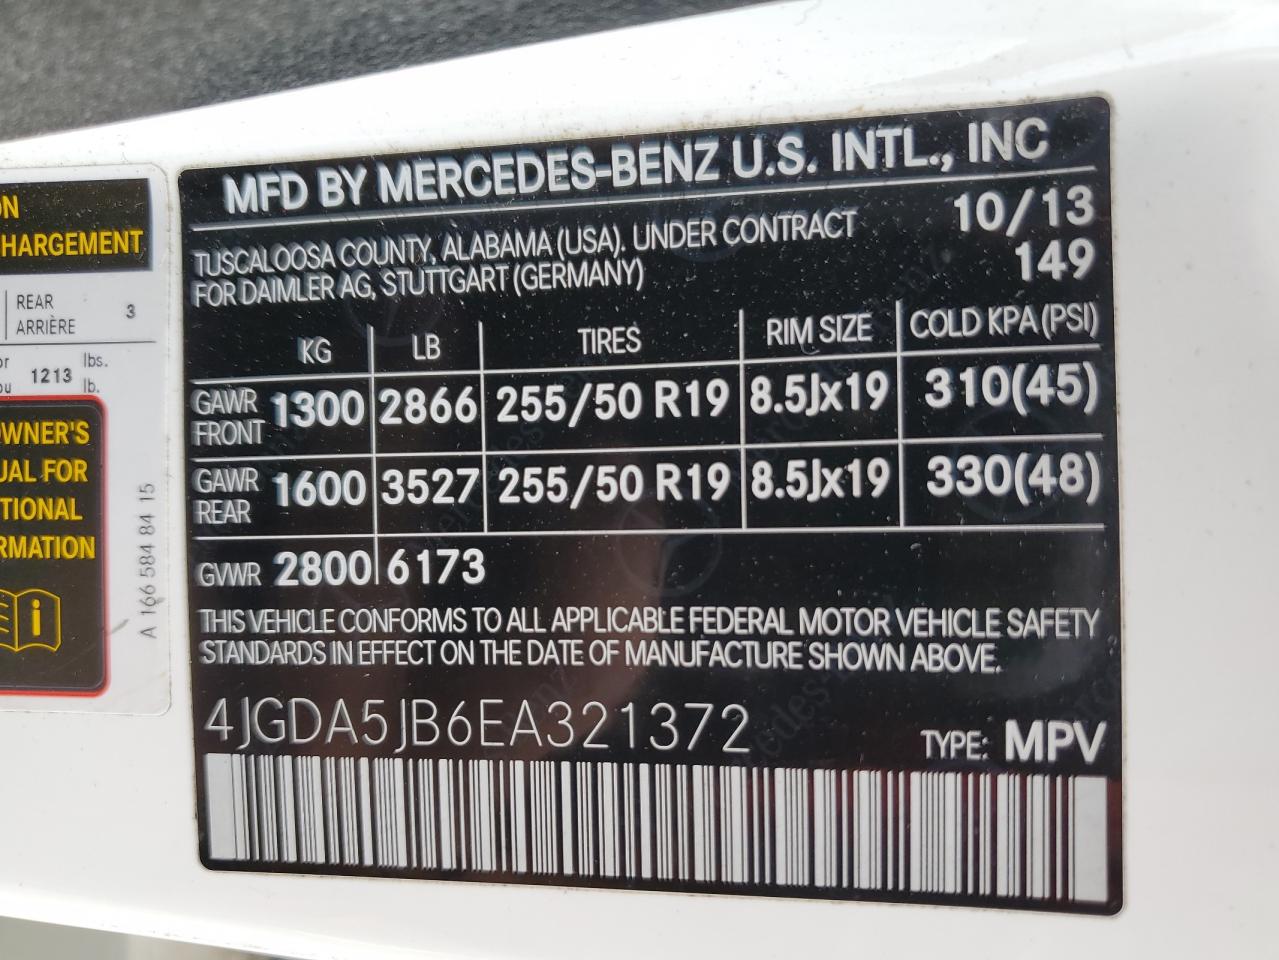 ON
CHARGEMENT
REAR
ARRIÈRE 3
or
ou 1213 lbs.
lb.
OWNER'S
UAL FOR
TIONAL
RMATION
A 166 584 84 15
MFD BY MERCEDES-BENZ U.S. INTL., INC
TUSCALOOSA COUNTY, ALABAMA (USA). UNDER CONTRACT 10/13
FOR DAIMLER AG, STUTTGART (GERMANY) 149
KG LB TIRES RIM SIZE COLD KPA (PSI)
GAWR FRONT 1300 2866 255/50 R19 8.5Jx19 310(45)
GAWR REAR 1600 3527 255/50 R19 8.5Jx19 330(48)
GVWR 2800 6173
THIS VEHICLE CONFORMS TO ALL APPLICABLE FEDERAL MOTOR VEHICLE SAFETY
STANDARDS IN EFFECT ON THE DATE OF MANUFACTURE SHOWN ABOVE.
4JGDA5JB6EA321372 TYPE: MPV